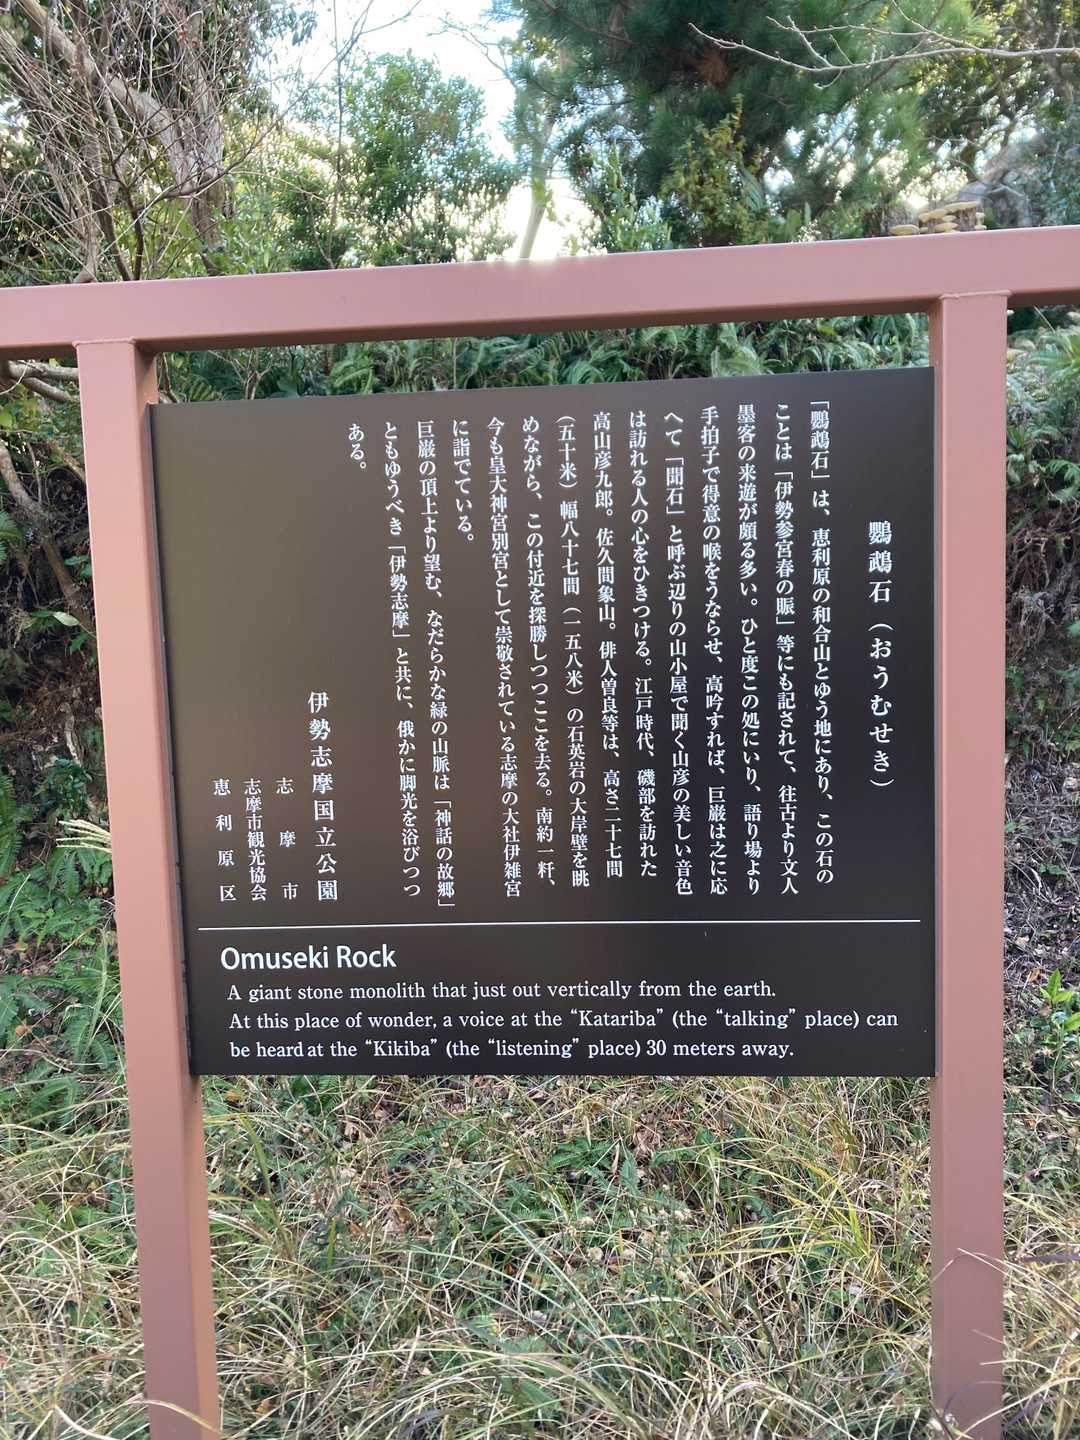 鸚鵡石（おうむせき）
「鸚鵡石」は、恵利原の和合山とゆう地にあり、この石の
ことは「伊勢参宮春の賑」等にも記されて、往古より文人
墨客の来遊が頗る多い。ひと度この処にいり、語り場より
手拍子で得意の喉をうならせ、高吟すれば、巨巌は之に応
へて「聞石」と呼ぶ辺りの山小屋で聞く山彦の美しい音色
は訪れる人の心をひきつける。江戸時代、磯部を訪れた
高山彦九郎。佐久間象山。俳人曽良等は、高さ二十七間
（五十米）幅八十七間（一五八米）の石英岩の大岸壁を眺
めながら、この付近を探勝しつつここを去る。南約一粁、
今も皇大神宮別宮として崇敬されている志摩の大社伊雑宮
に詣でている。
巨巌の頂上より望む、なだらかな緑の山脈は「神話の故郷」
ともゆうべき「伊勢志摩」と共に、俄かに脚光を浴びつつ
ある。
伊勢志摩国立公園
志摩市
志摩市観光協会
恵利原区
Omuseki Rock
A giant stone monolith that just out vertically from the earth.
At this place of wonder, a voice at the “Katariba” (the “talking” place) can
be heard at the “Kikiba” (the “listening” place) 30 meters away.